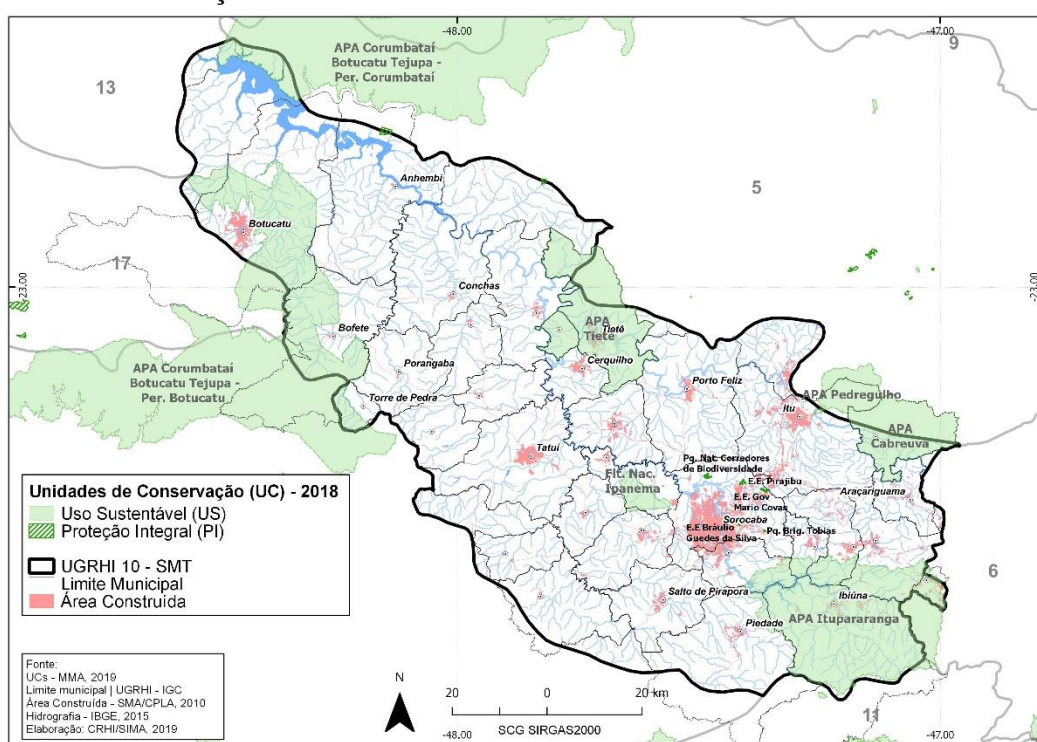 -48.00
-47.00
9
APA Corumbataí
Botucatu Tejupa -
Per. Corumbataí
13
5
Anhembi
Botucatu
17
-23.00
-23.00
Conchas
APA
Tiete
Tietê
Bofete
Cerquilho
Porangaba
APA Corumbataí
Botucatu Tejupa -
Per. Botucatu
Torre de Pedra
Porto Feliz
APA Pedregulho
Itu
APA
Cabreuva
Tatuí
Pq. Nat. Corredores
de Biodiversidade
Flt. Nac.
Ipanema
E.E. Pirajibu
Araçariguama
E.E. Gov
Mario Covas
Sorocaba
E.E Bráulio
Guedes da Silva
Pq. Brig. Tobias
Unidades de Conservação (UC) - 2018
Uso Sustentável (US)
Proteção Integral (PI)
UGRHI 10 - SMT
Limite Municipal
Área Construída
6
Salto de Pirapora
Ibiúna
APA Itupararanga
Piedade
Fonte:
UCs - MMA, 2019
Limite municipal | UGRHI - IGC
Área Construída - SMA/CPLA, 2010
Hidrografia - IBGE, 2015
Elaboração: CRHI/SIMA. 2019
N
20 0 20 km
SCG SIRGAS2000
11
-48.00
-47.00